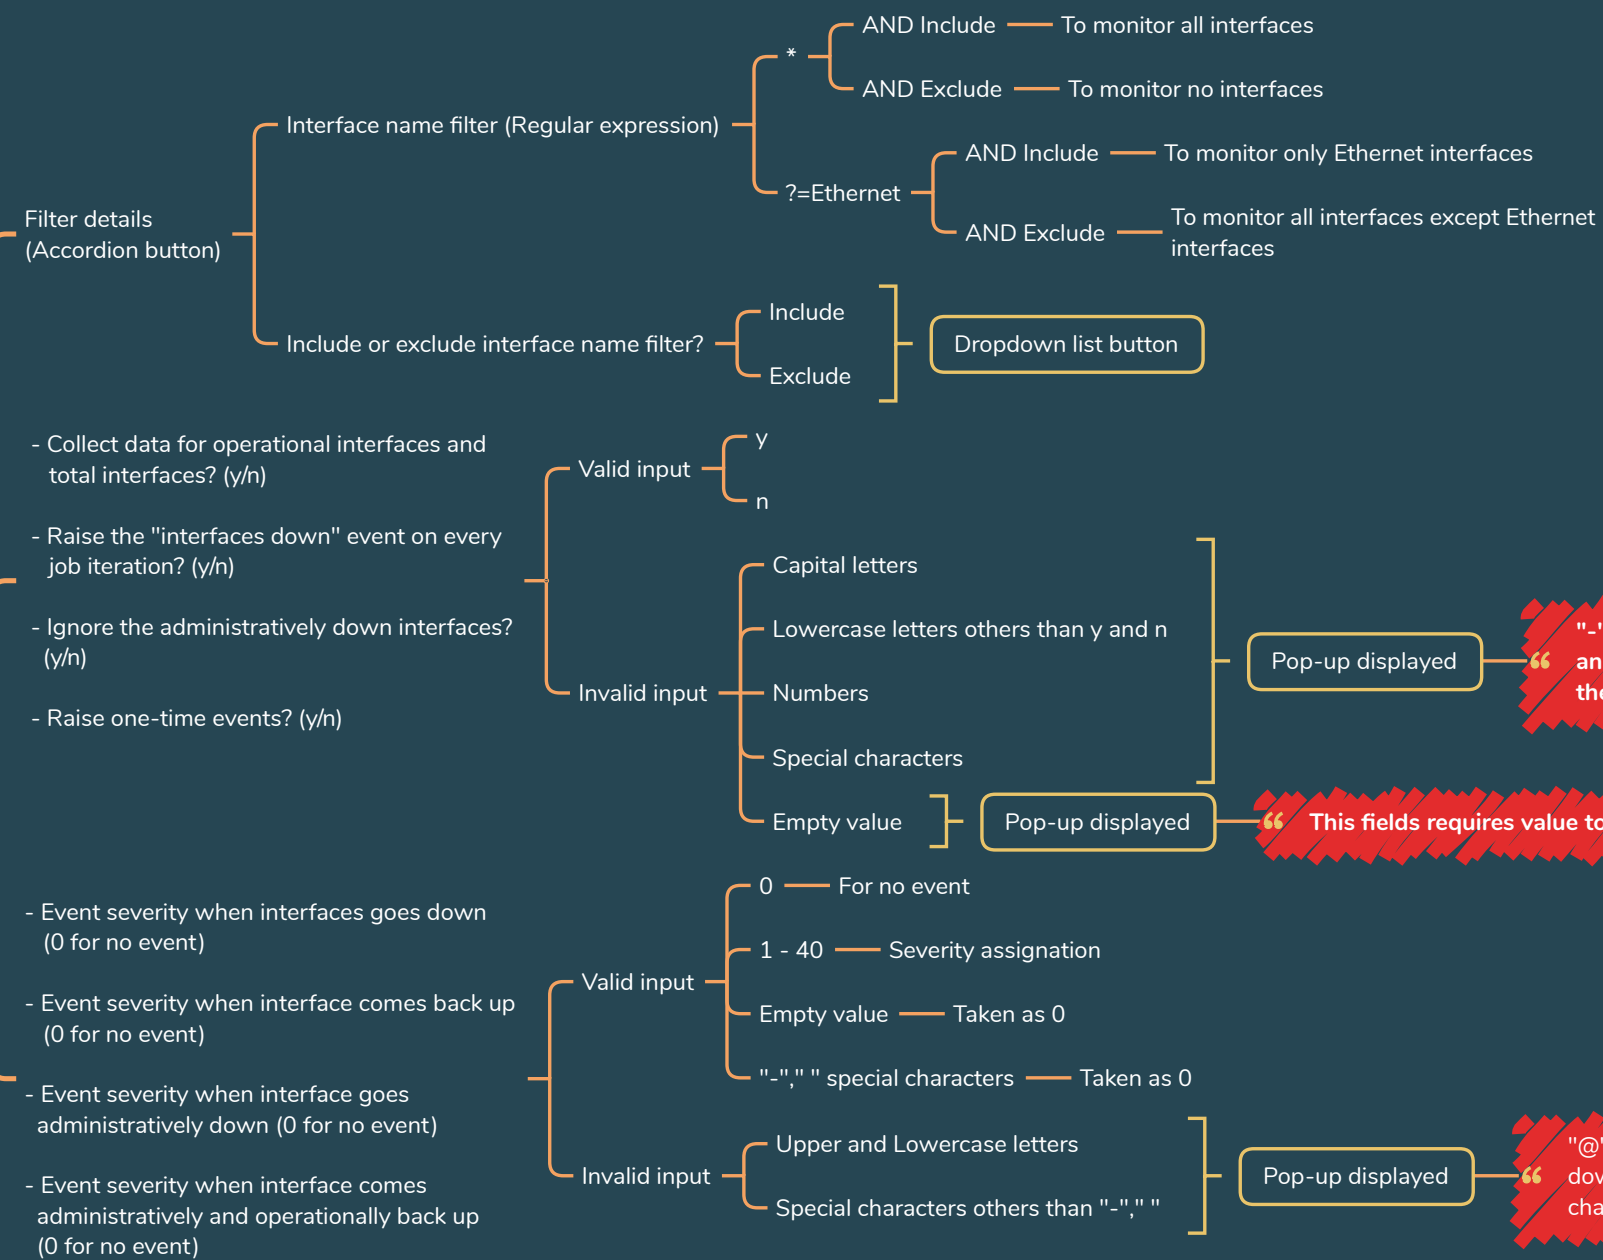 Filter details
(Accordion button)
Interface name filter (Regular expression)
*
AND Include
To monitor all interfaces
AND Exclude
To monitor no interfaces
?=Ethernet
AND Include
To monitor only Ethernet interfaces
AND Exclude
To monitor all interfaces except Ethernet
interfaces
Include or exclude interface name filter?
Include
Exclude
Dropdown list button
- Collect data for operational interfaces and
total interfaces? (y/n)
- Raise the "interfaces down" event on every
job iteration? (y/n)
- Ignore the administratively down interfaces?
(y/n)
- Raise one-time events? (y/n)
Valid input
y
n
Invalid input
Capital letters
Lowercase letters others than y and n
Numbers
Special characters
Pop-up displayed
“
"-"
Empty value
Pop-up displayed
“ This fields requires value
- Event severity when interfaces goes down
(0 for no event)
- Event severity when interface comes back up
(0 for no event)
- Event severity when interface goes
administratively down (0 for no event)
- Event severity when interface comes
administratively and operationally back up
(0 for no event)
Valid input
0
For no event
1 - 40
Severity assignation
Empty value
Taken as 0
"-"," " special characters
Taken as 0
Invalid input
Upper and Lowercase letters
Special characters others than "-"," "
Pop-up displayed
“
"@"